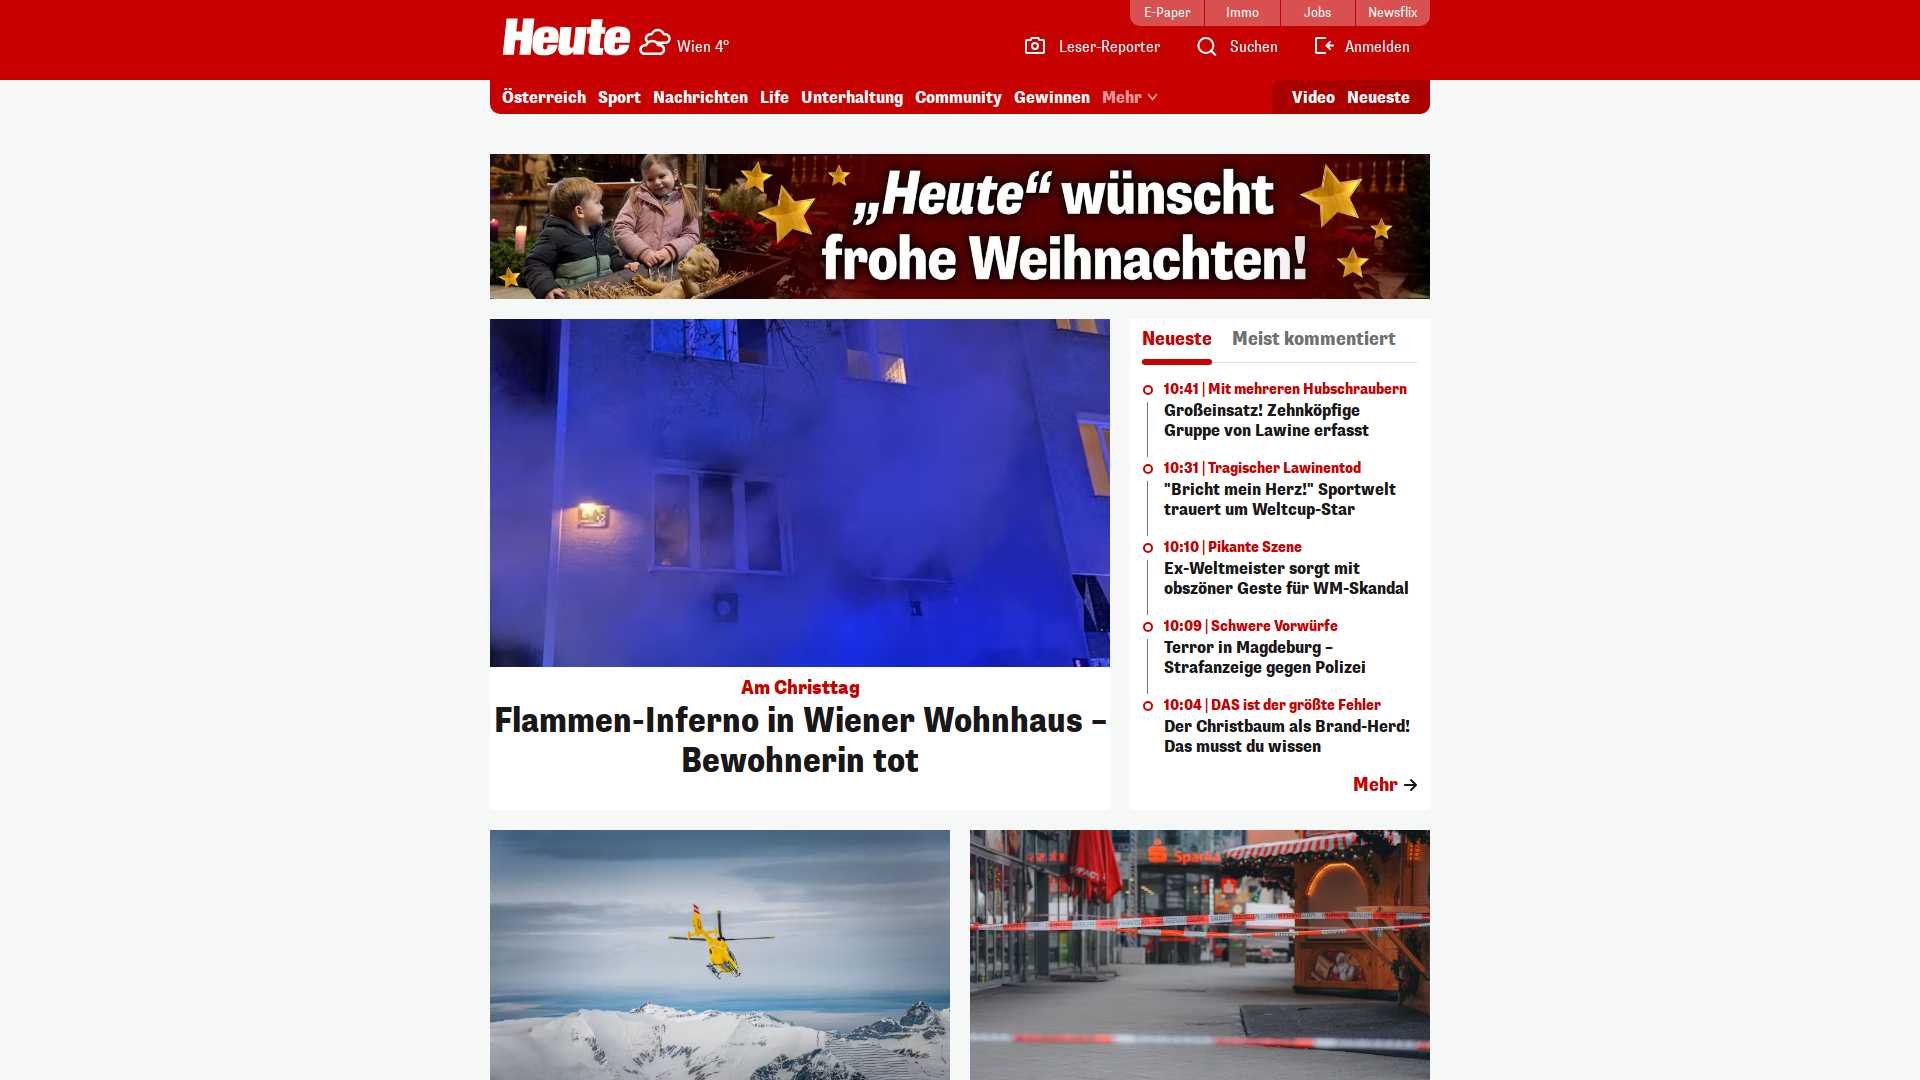 E-Paper
Immo
Jobs
Newsflix
Heute
Wien 4°
Leser-Reporter
Suchen
Anmelden
Österreich
Sport
Nachrichten
Life
Unterhaltung
Community
Gewinnen
Mehr
Video
Neueste
„Heute“ wünscht
frohe Weihnachten!
Am Christtag
Flammen-Inferno in Wiener Wohnhaus –
Bewohnerin tot
Neueste
Meist kommentiert
10:41 | Mit mehreren Hubschraubern
Großeinsatz! Zehnköpfige
Gruppe von Lawine erfasst
10:31 | Tragischer Lawinentod
"Bricht mein Herz!" Sportwelt
trauert um Weltcup-Star
10:10 | Pikante Szene
Ex-Weltmeister sorgt mit
obszöner Geste für WM-Skandal
10:09 | Schwere Vorwürfe
Terror in Magdeburg –
Strafanzeige gegen Polizei
10:04 | DAS ist der größte Fehler
Der Christbaum als Brand-Herd!
Das musst du wissen
Mehr